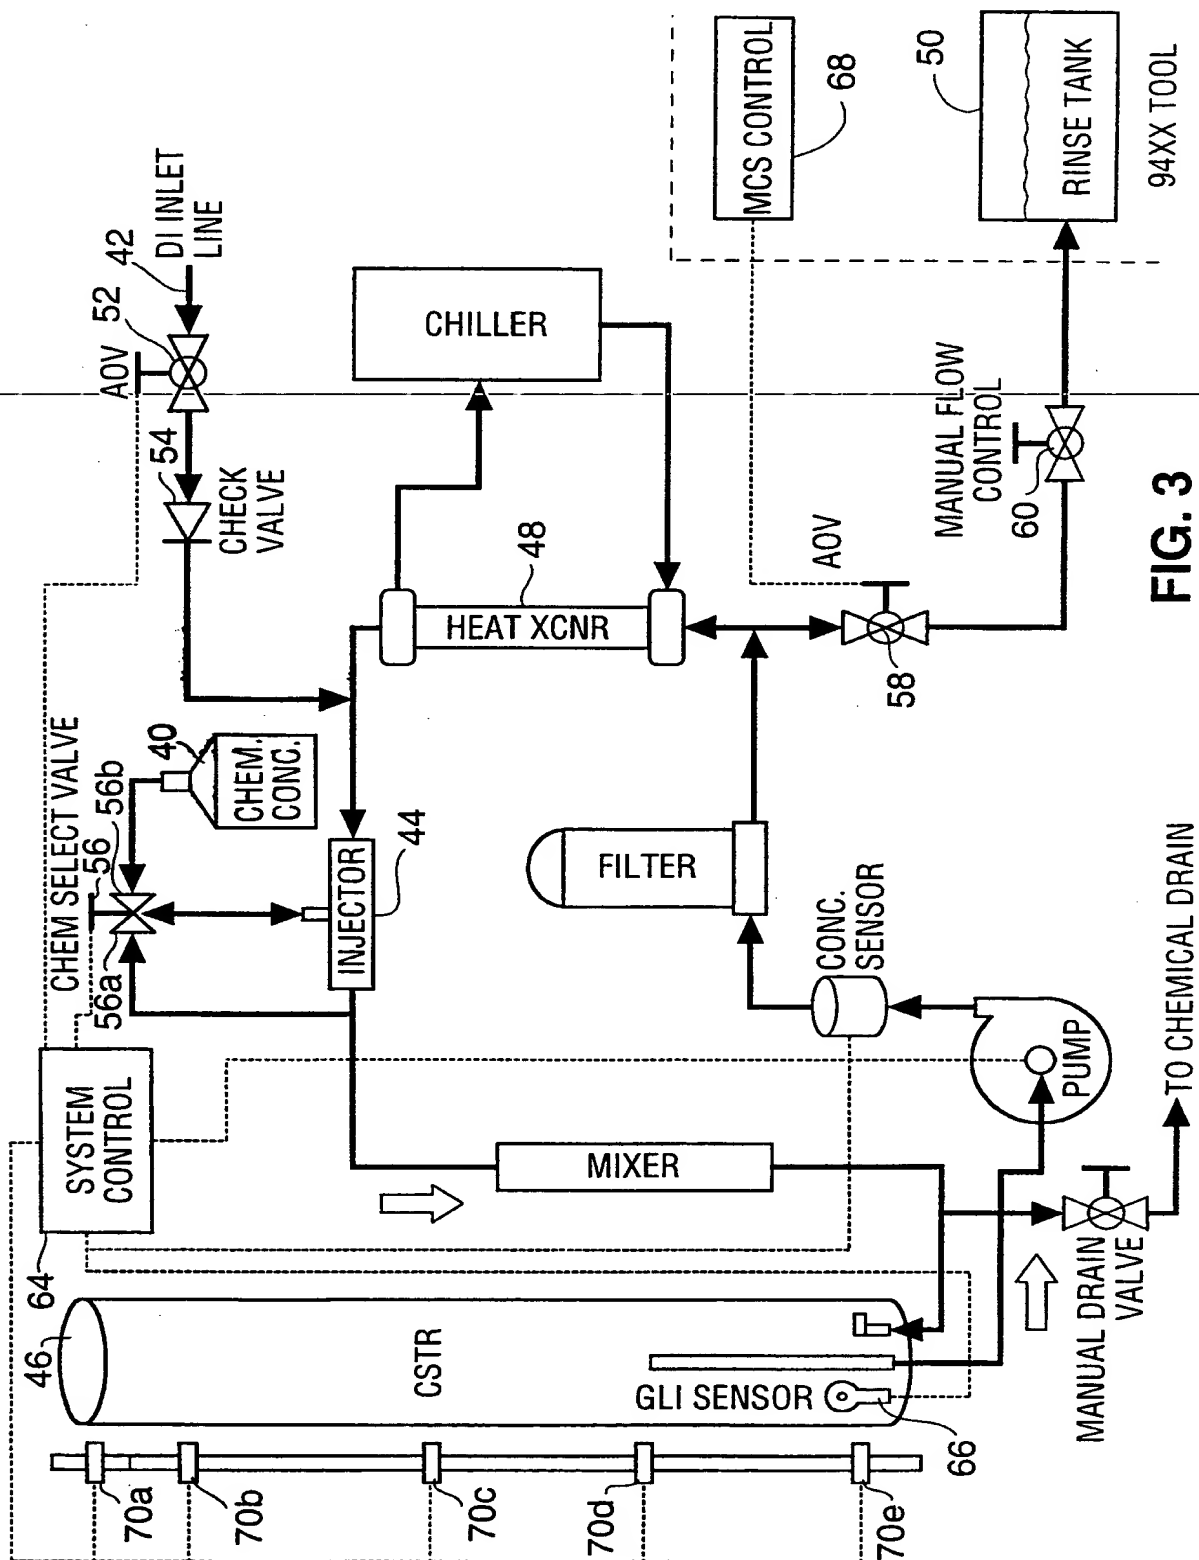 46
64
SYSTEM
CONTROL
CHEM SELECT VALVE
56a
56
56b
40
CHEM.
CONC.
54
CHECK
VALVE
AOV
52
42
DI INLET
LINE
INJECTOR
44
HEAT XCNR
48
CHILLER
MCS CONTROL
68
50
RINSE TANK
94XX TOOL
CSTR
GLI SENSOR
66
MIXER
FILTER
CONC.
SENSOR
PUMP
AOV
58
MANUAL FLOW
CONTROL
60
MANUAL DRAIN
VALVE
TO CHEMICAL DRAIN
70a
70b
70c
70d
70e
FIG. 3